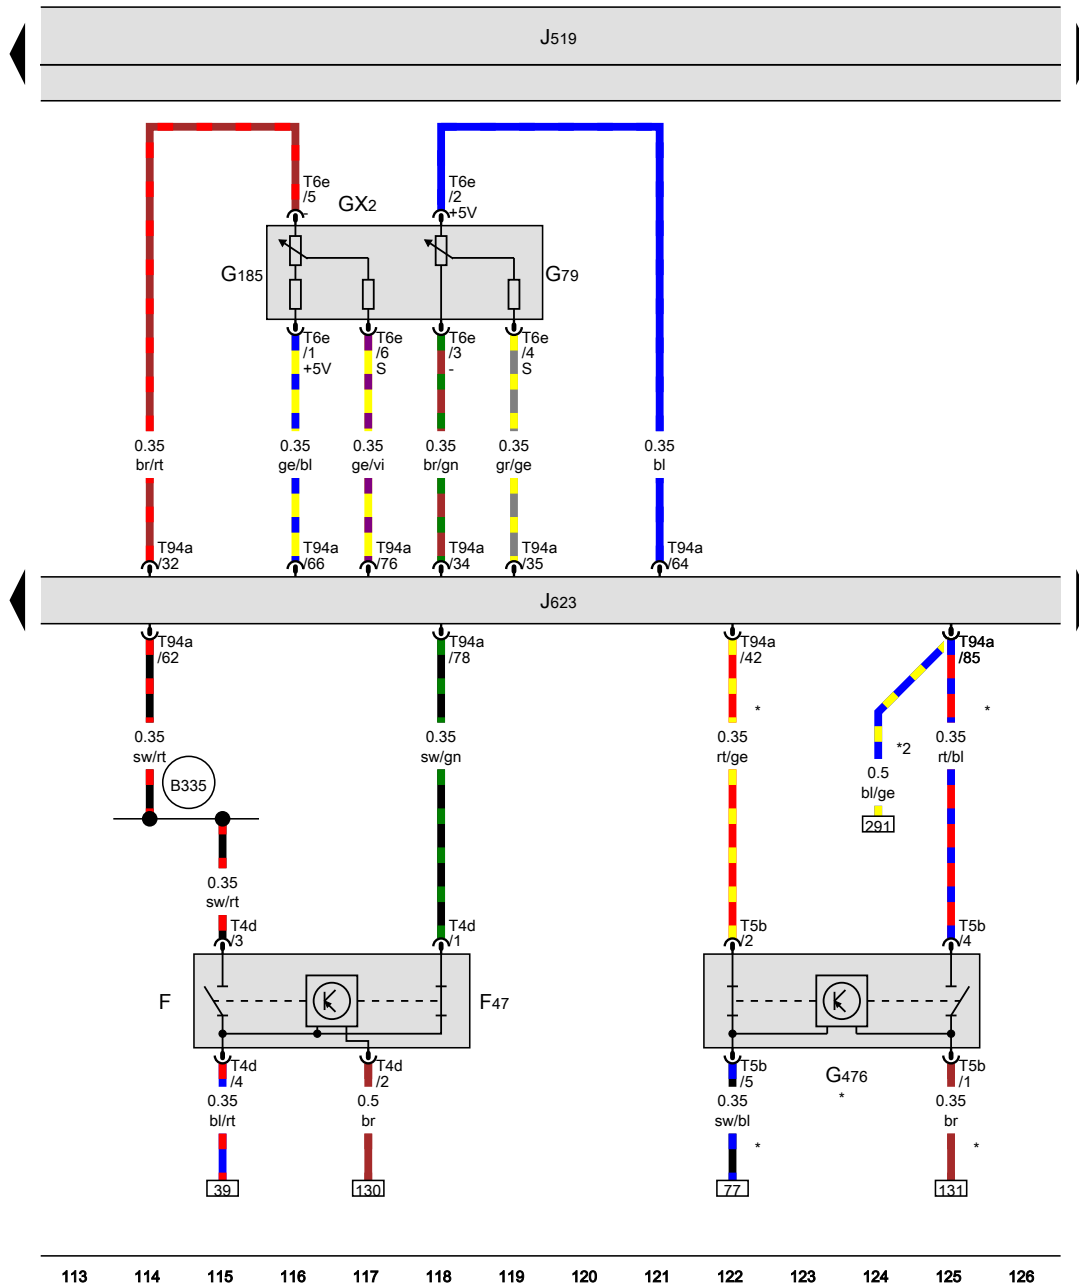 J519
T6e
/5
-
GX2
T6e
/2
+5V
G185
G79
T6e
/1
+5V
T6e
/6
S
T6e
/3
-
T6e
/4
S
0.35
br/rt
0.35
ge/bl
0.35
ge/vi
0.35
br/gn
0.35
gr/ge
0.35
bl
T94a
/32
T94a
/66
T94a
/76
T94a
/34
T94a
/35
T94a
/64
J623
T94a
/62
T94a
/78
T94a
/42
T94a
/85
*
*
0.35
sw/rt
0.35
sw/gn
0.35
rt/ge
*2
0.35
rt/bl
B335
0.5
bl/ge
291
0.35
sw/rt
T4d
/3
T4d
/1
T5b
/2
T5b
/4
F
F47
T4d
/4
T4d
/2
T5b
/5
G476
*
T5b
/1
0.35
bl/rt
0.5
br
0.35
sw/bl
*
0.35
br
*
39
130
77
131
113 114 115 116 117 118 119 120 121 122 123 124 125 126